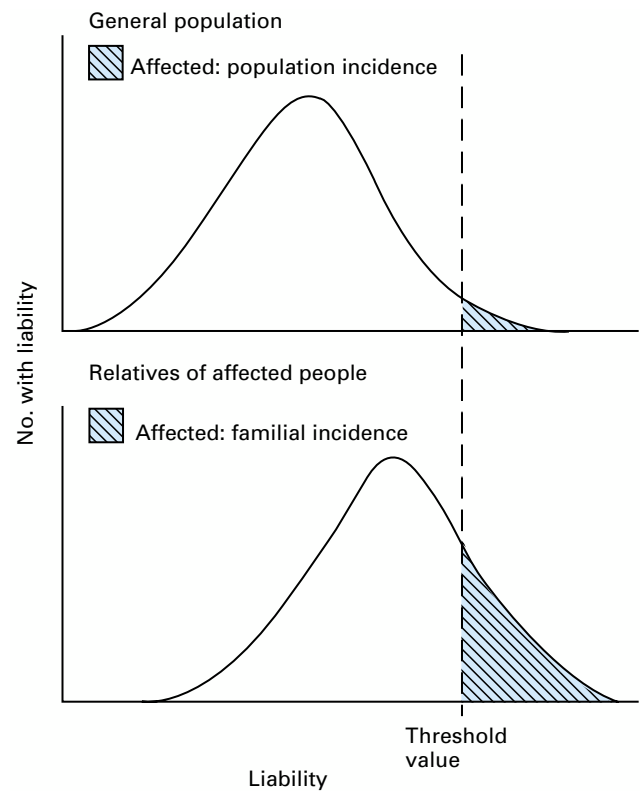 General population
Affected: population incidence
No. with liability
Relatives of affected people
Affected: familial incidence
Threshold
value
Liability